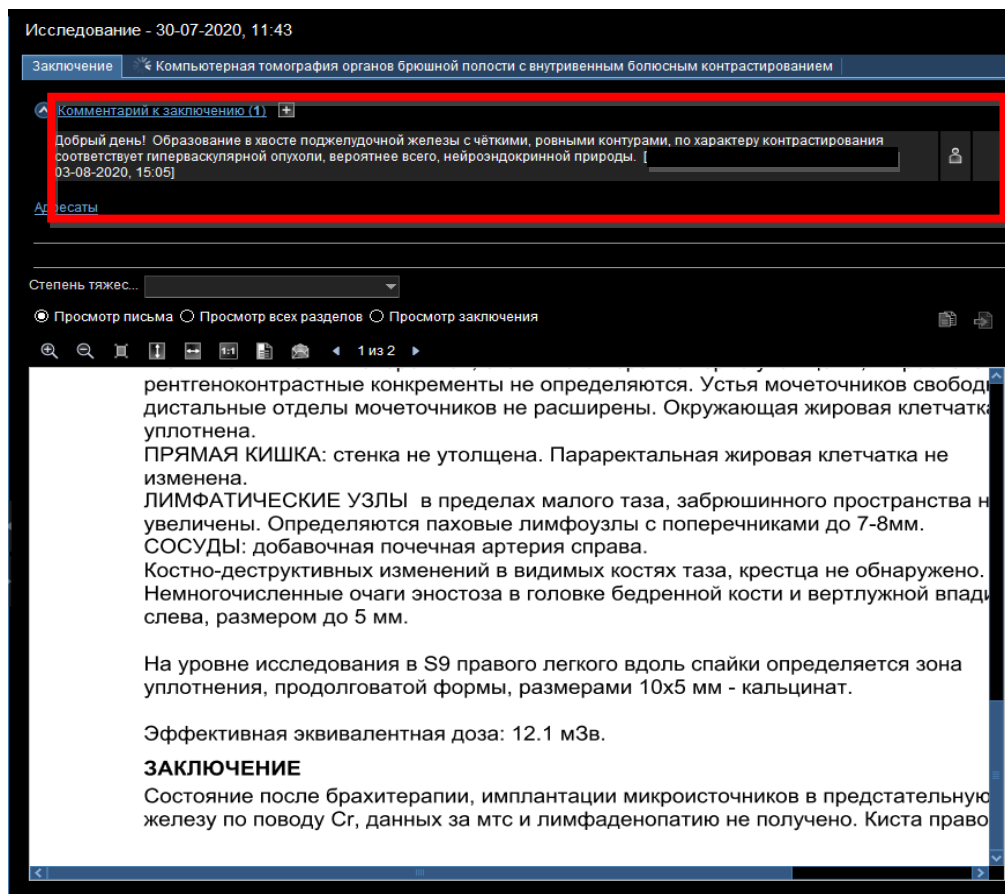 Исследование - 30-07-2020, 11:43
Заключение Компьютерная томография органов брюшной полости с внутривенным болюсным контрастированием
Комментарий к заключению (1)
Добрый день! Образование в хвосте поджелудочной железы с чёткими, ровными контурами, по характеру контрастирования
соответствует гиперваскулярной опухоли, вероятнее всего, нейроэндокринной природы. [
03-08-2020, 15:05]
Адресаты
Степень тяжес...
Просмотр письма Просмотр всех разделов Просмотр заключения
1:1 1 из 2
рентгеноконтрастные конкременты не определяются. Устья мочеточников свободн
дистальные отделы мочеточников не расширены. Окружающая жировая клетчатка
уплотнена.
ПРЯМАЯ КИШКА: стенка не утолщена. Параректальная жировая клетчатка не
изменена.
ЛИМФАТИЧЕСКИЕ УЗЛЫ в пределах малого таза, забрюшинного пространства н
увеличены. Определяются паховые лимфоузлы с поперечниками до 7-8мм.
СОСУДЫ: добавочная почечная артерия справа.
Костно-деструктивных изменений в видимых костях таза, крестца не обнаружено.
Немногочисленные очаги эностоза в головке бедренной кости и вертлужной впади
слева, размером до 5 мм.
На уровне исследования в S9 правого легкого вдоль спайки определяется зона
уплотнения, продолговатой формы, размерами 10х5 мм - кальцинат.
Эффективная эквивалентная доза: 12.1 мЗв.
ЗАКЛЮЧЕНИЕ
Состояние после брахитерапии, имплантации микроисточников в предстательную
железу по поводу Cr, данных за мтс и лимфаденопатию не получено. Киста право